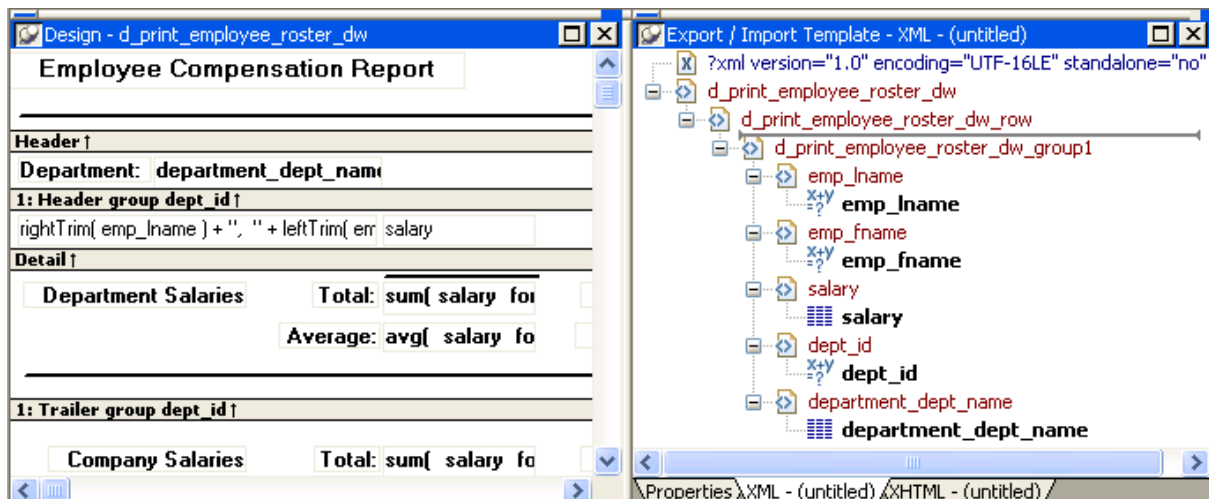 Design - d_print_employee_roster_dw
Employee Compensation Report
Header ↑
Department: department_dept_name
1: Header group dept_id ↑
rightTrim( emp_lname ) + ", " + leftTrim( em salary
Detail ↑
Department Salaries Total: sum( salary for
Average: avg( salary fo
1: Trailer group dept_id ↑
Company Salaries Total: sum( salary fo
Export / Import Template - XML - (untitled)
?xml version="1.0" encoding="UTF-16LE" standalone="no"
d_print_employee_roster_dw
d_print_employee_roster_dw_row
d_print_employee_roster_dw_group1
emp_lname
x+y=? emp_lname
emp_fname
x+y=? emp_fname
salary
salary
dept_id
x+y=? dept_id
department_dept_name
department_dept_name
Properties XML - (untitled) XHTML - (untitled)